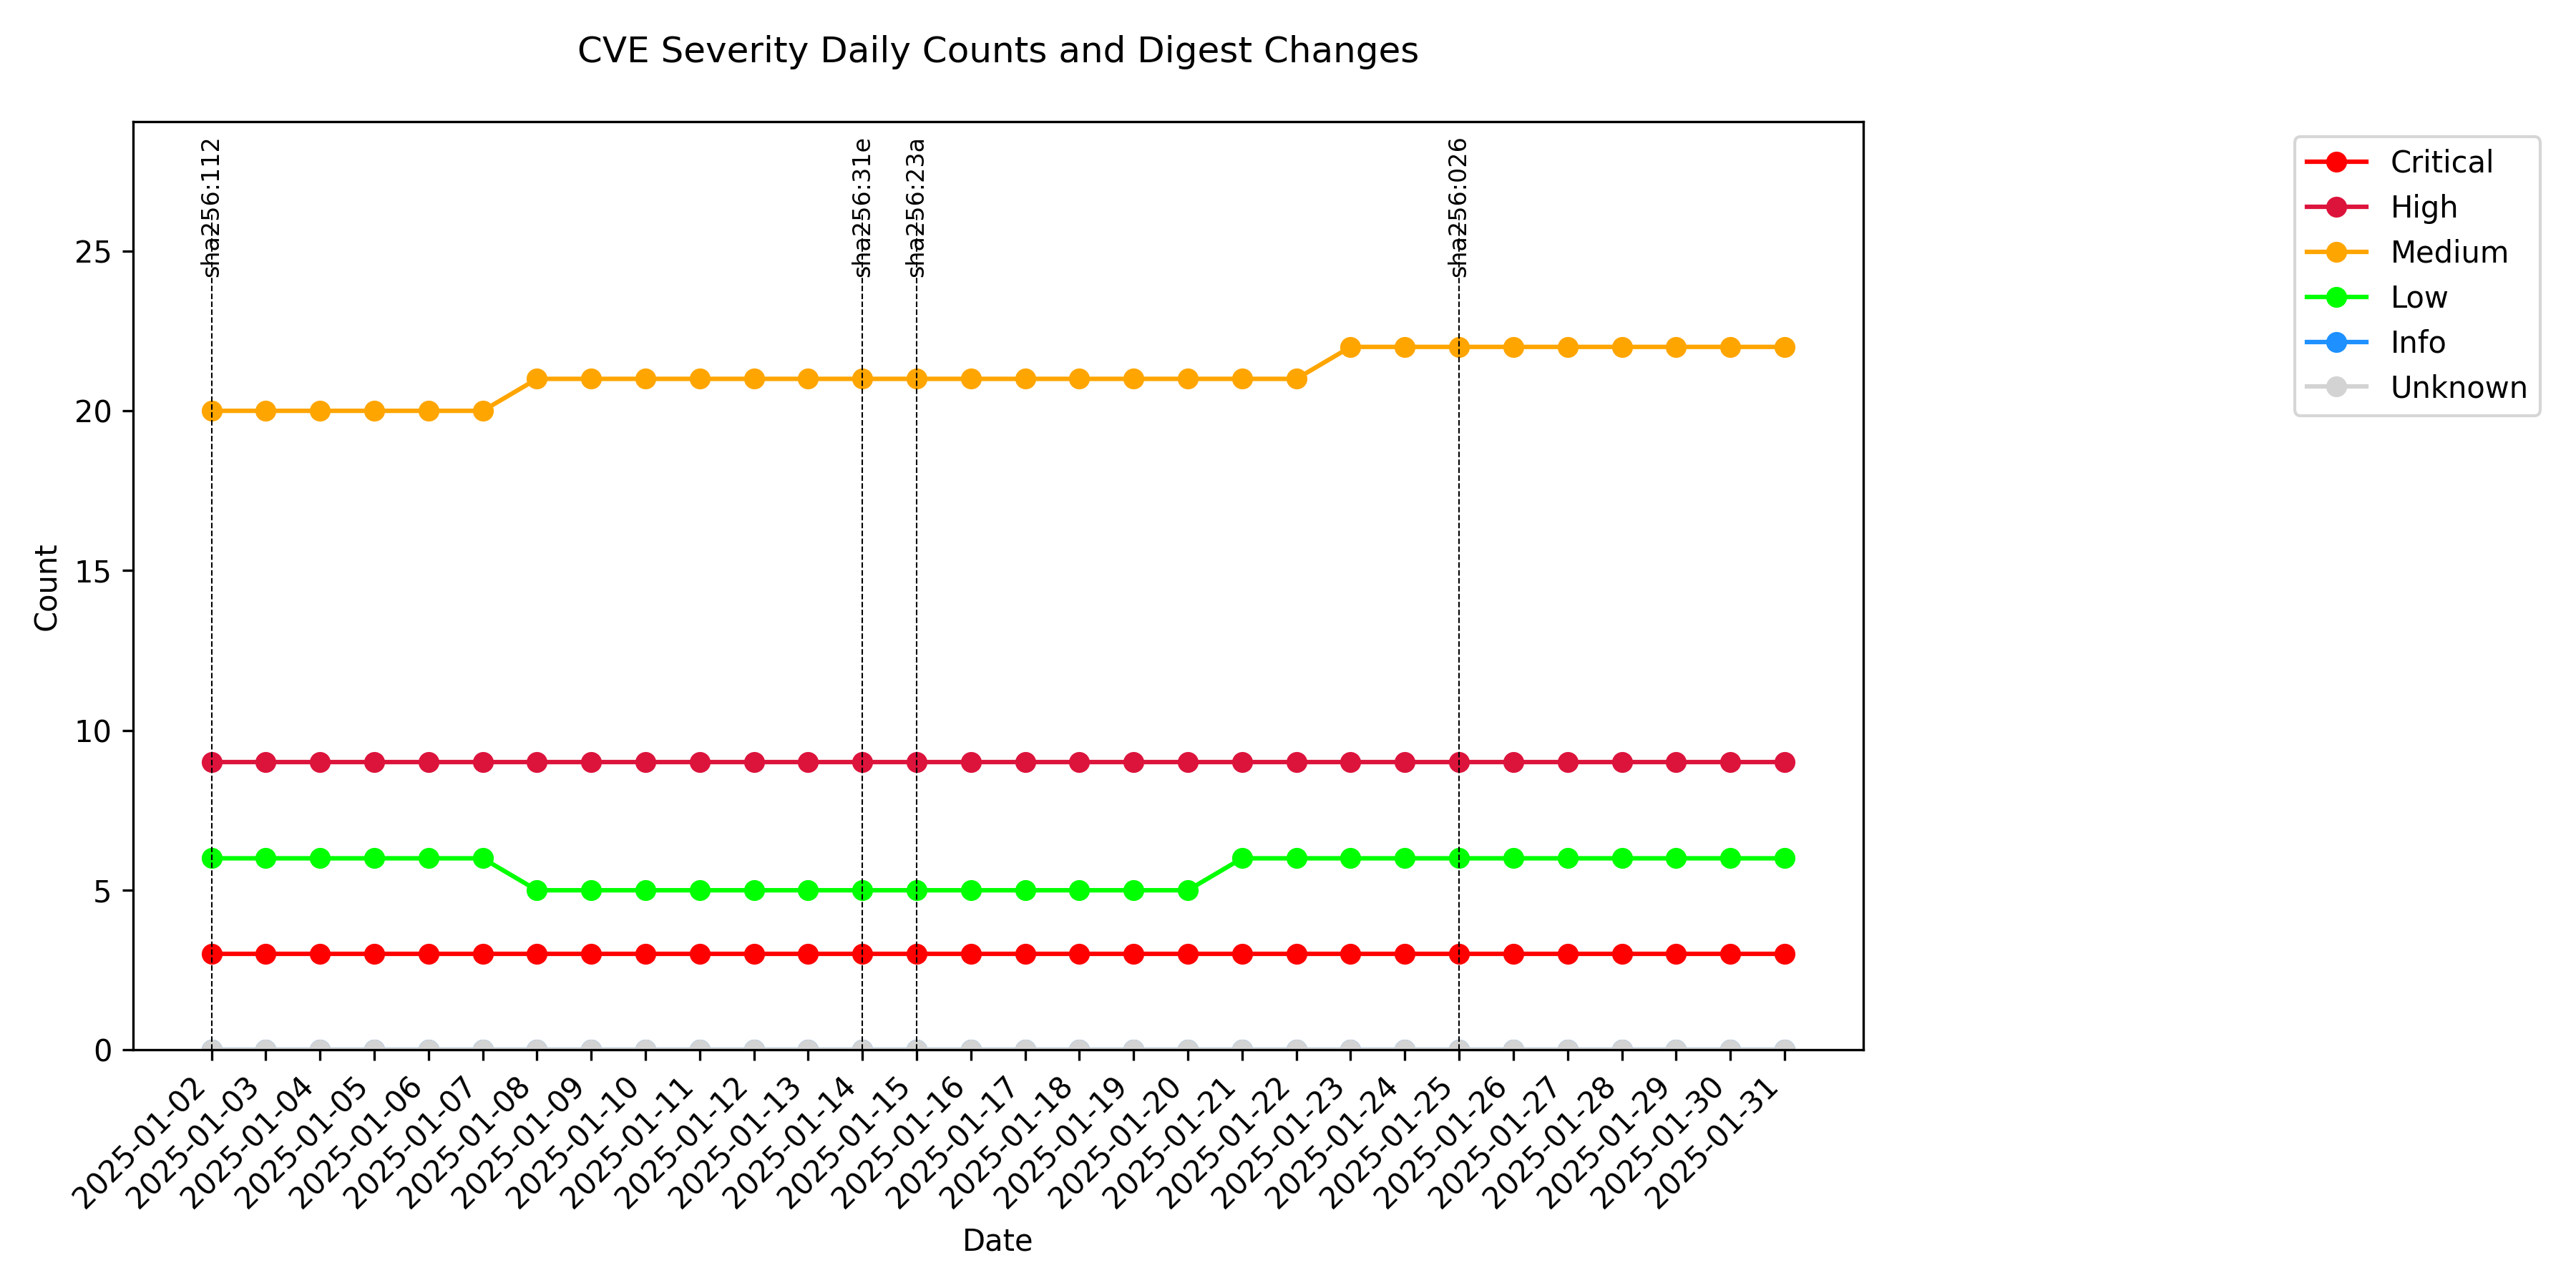 CVE Severity Daily Counts and Digest Changes
sha256:112
sha256:31e
sha256:23a
sha256:026
Critical
High
Medium
Low
Info
Unknown
Count
25
20
15
10
5
0
2025-01-02
2025-01-03
2025-01-04
2025-01-05
2025-01-06
2025-01-07
2025-01-08
2025-01-09
2025-01-10
2025-01-11
2025-01-12
2025-01-13
2025-01-14
2025-01-15
2025-01-16
2025-01-17
2025-01-18
2025-01-19
2025-01-20
2025-01-21
2025-01-22
2025-01-23
2025-01-24
2025-01-25
2025-01-26
2025-01-27
2025-01-28
2025-01-29
2025-01-30
2025-01-31
Date